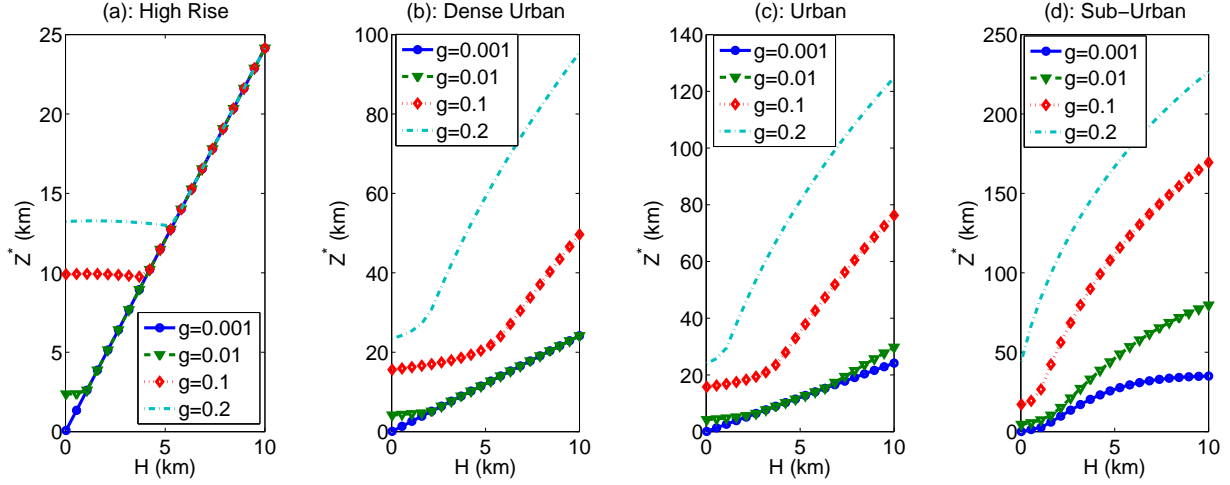 (a): High Rise
25
20
15
10
5
0
0 5 10
H (km)
Z* (km)
g=0.001
g=0.01
g=0.1
g=0.2
(b): Dense Urban
100
80
60
40
20
0
0 5 10
H (km)
Z* (km)
g=0.001
g=0.01
g=0.1
g=0.2
(c): Urban
140
120
100
80
60
40
20
0
0 5 10
H (km)
Z* (km)
g=0.001
g=0.01
g=0.1
g=0.2
(d): Sub−Urban
250
200
150
100
50
0
0 5 10
H (km)
Z* (km)
g=0.001
g=0.01
g=0.1
g=0.2